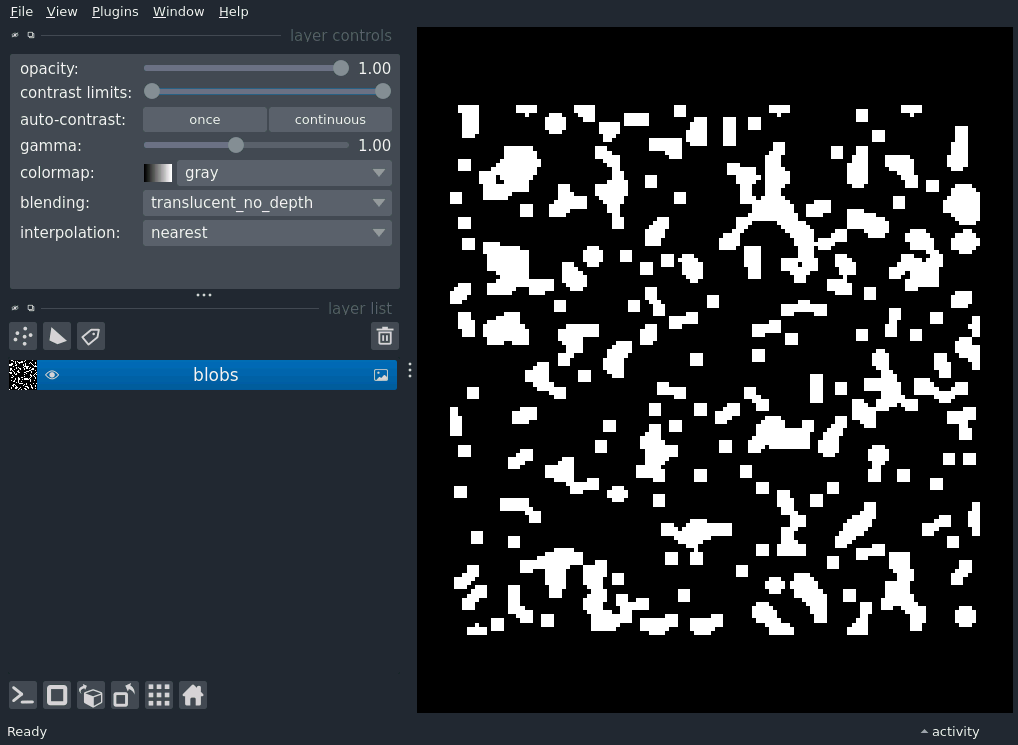 File View Plugins Window Help
layer controls
opacity: 1.00
contrast limits:
auto-contrast: once continuous
gamma: 1.00
colormap: gray
blending: translucent_no_depth
interpolation: nearest
layer list
blobs
Ready activity